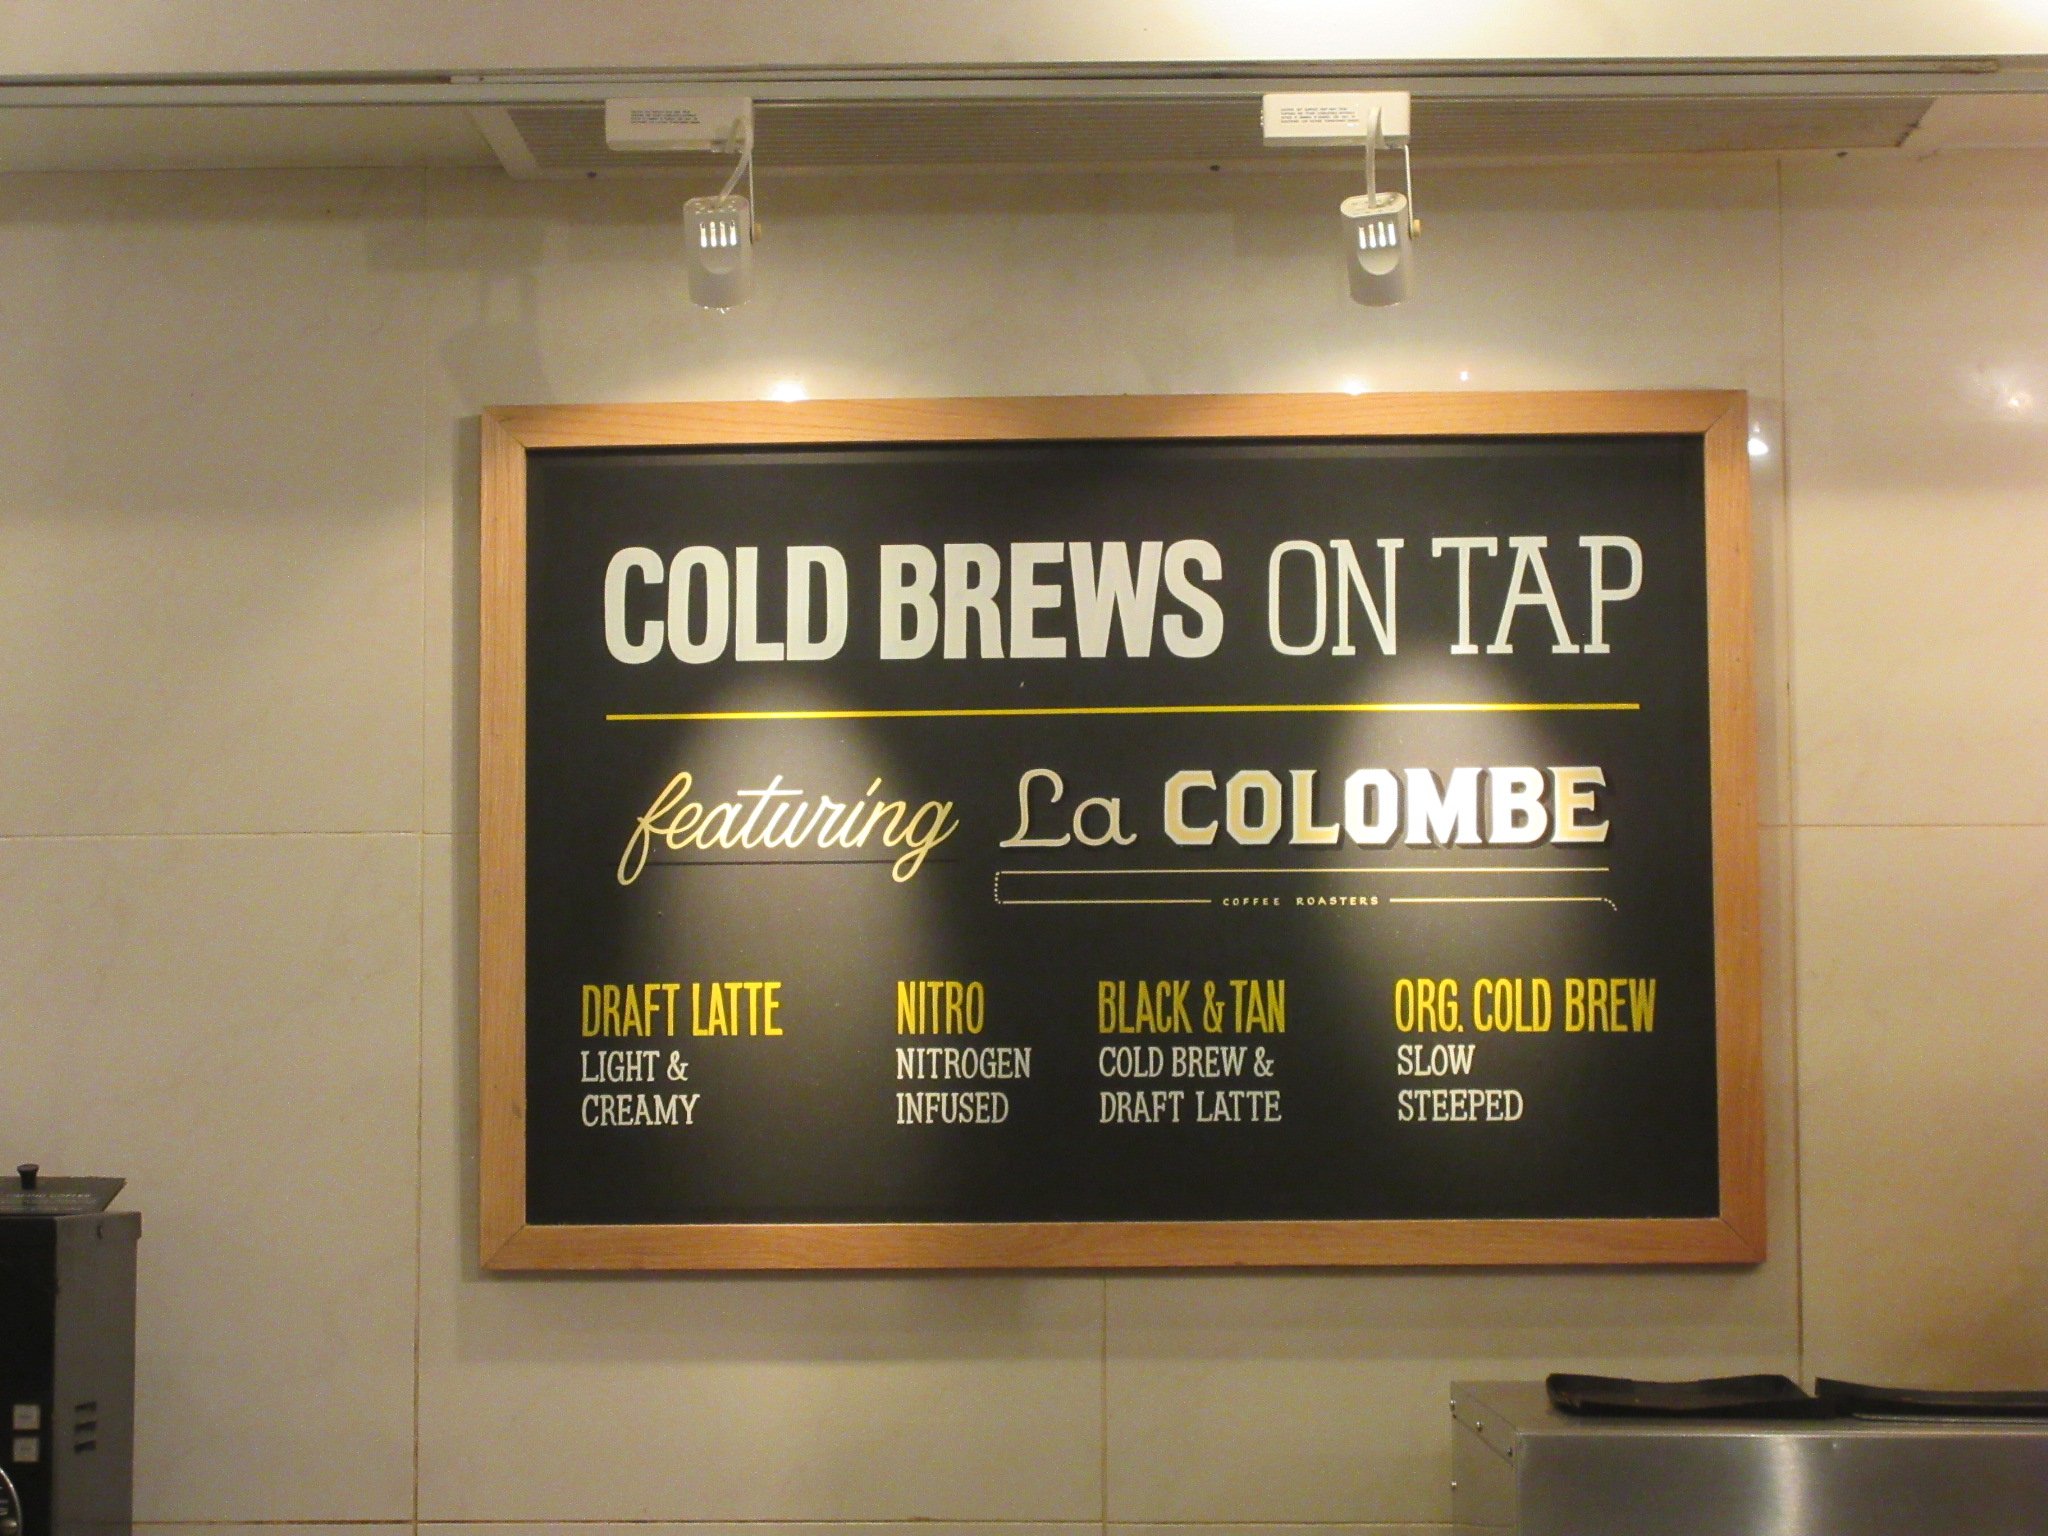 COLD BREWS ON TAP
featuring La COLOMBE
COFFEE ROASTERS
DRAFT LATTE
LIGHT &
CREAMY
NITRO
NITROGEN
INFUSED
BLACK & TAN
COLD BREW &
DRAFT LATTE
ORG. COLD BREW
SLOW
STEEPED